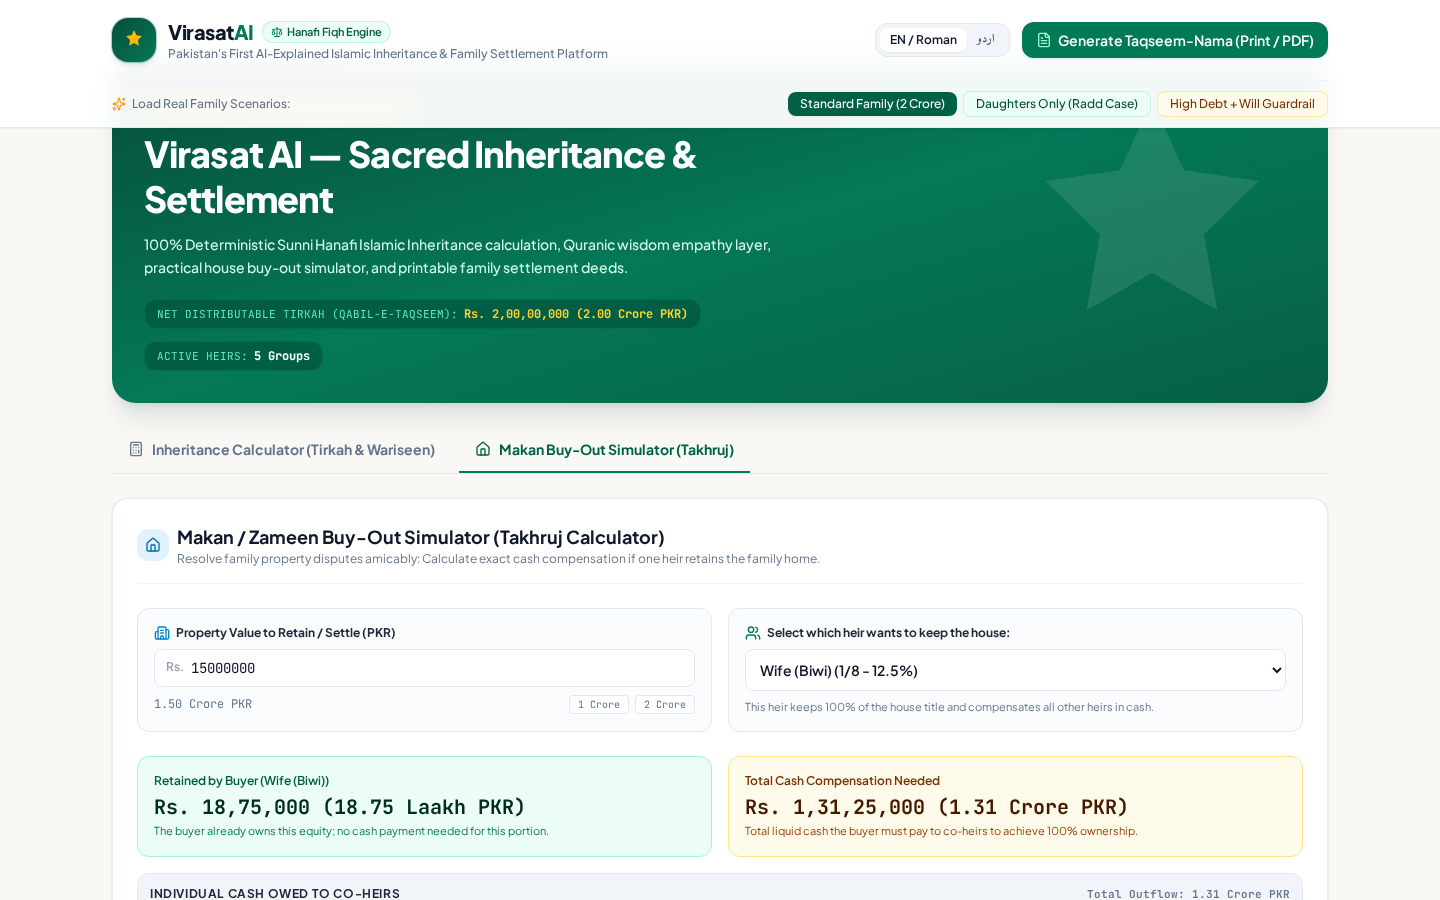 VirasatAI
Hanafi Fiqh Engine
Pakistan's First AI-Explained Islamic Inheritance & Family Settlement Platform
EN / Roman
اردو
Generate Taqseem-Nama (Print / PDF)
Load Real Family Scenarios:
Standard Family (2 Crore)
Daughters Only (Radd Case)
High Debt + Will Guardrail
Virasat AI — Sacred Inheritance &
Settlement
100% Deterministic Sunni Hanafi Islamic Inheritance calculation, Quranic wisdom empathy layer,
practical house buy-out simulator, and printable family settlement deeds.
NET DISTRIBUTABLE TIRKAH (QABIL-E-TAQSEEM): Rs. 2,00,00,000 (2.00 Crore PKR)
ACTIVE HEIRS: 5 Groups
Inheritance Calculator (Tirkah & Wariseen)
Makan Buy-Out Simulator (Takhruj)
Makan / Zameen Buy-Out Simulator (Takhruj Calculator)
Resolve family property disputes amicably: Calculate exact cash compensation if one heir retains the family home.
Property Value to Retain / Settle (PKR)
Rs. 15000000
1.50 Crore PKR
1 Crore
2 Crore
Select which heir wants to keep the house:
Wife (Biwi) (1/8 - 12.5%)
This heir keeps 100% of the house title and compensates all other heirs in cash.
Retained by Buyer (Wife (Biwi))
Rs. 18,75,000 (18.75 Laakh PKR)
The buyer already owns this equity; no cash payment needed for this portion.
Total Cash Compensation Needed
Rs. 1,31,25,000 (1.31 Crore PKR)
Total liquid cash the buyer must pay to co-heirs to achieve 100% ownership.
INDIVIDUAL CASH OWED TO CO-HEIRS
Total Outflow: 1.31 Crore PKR